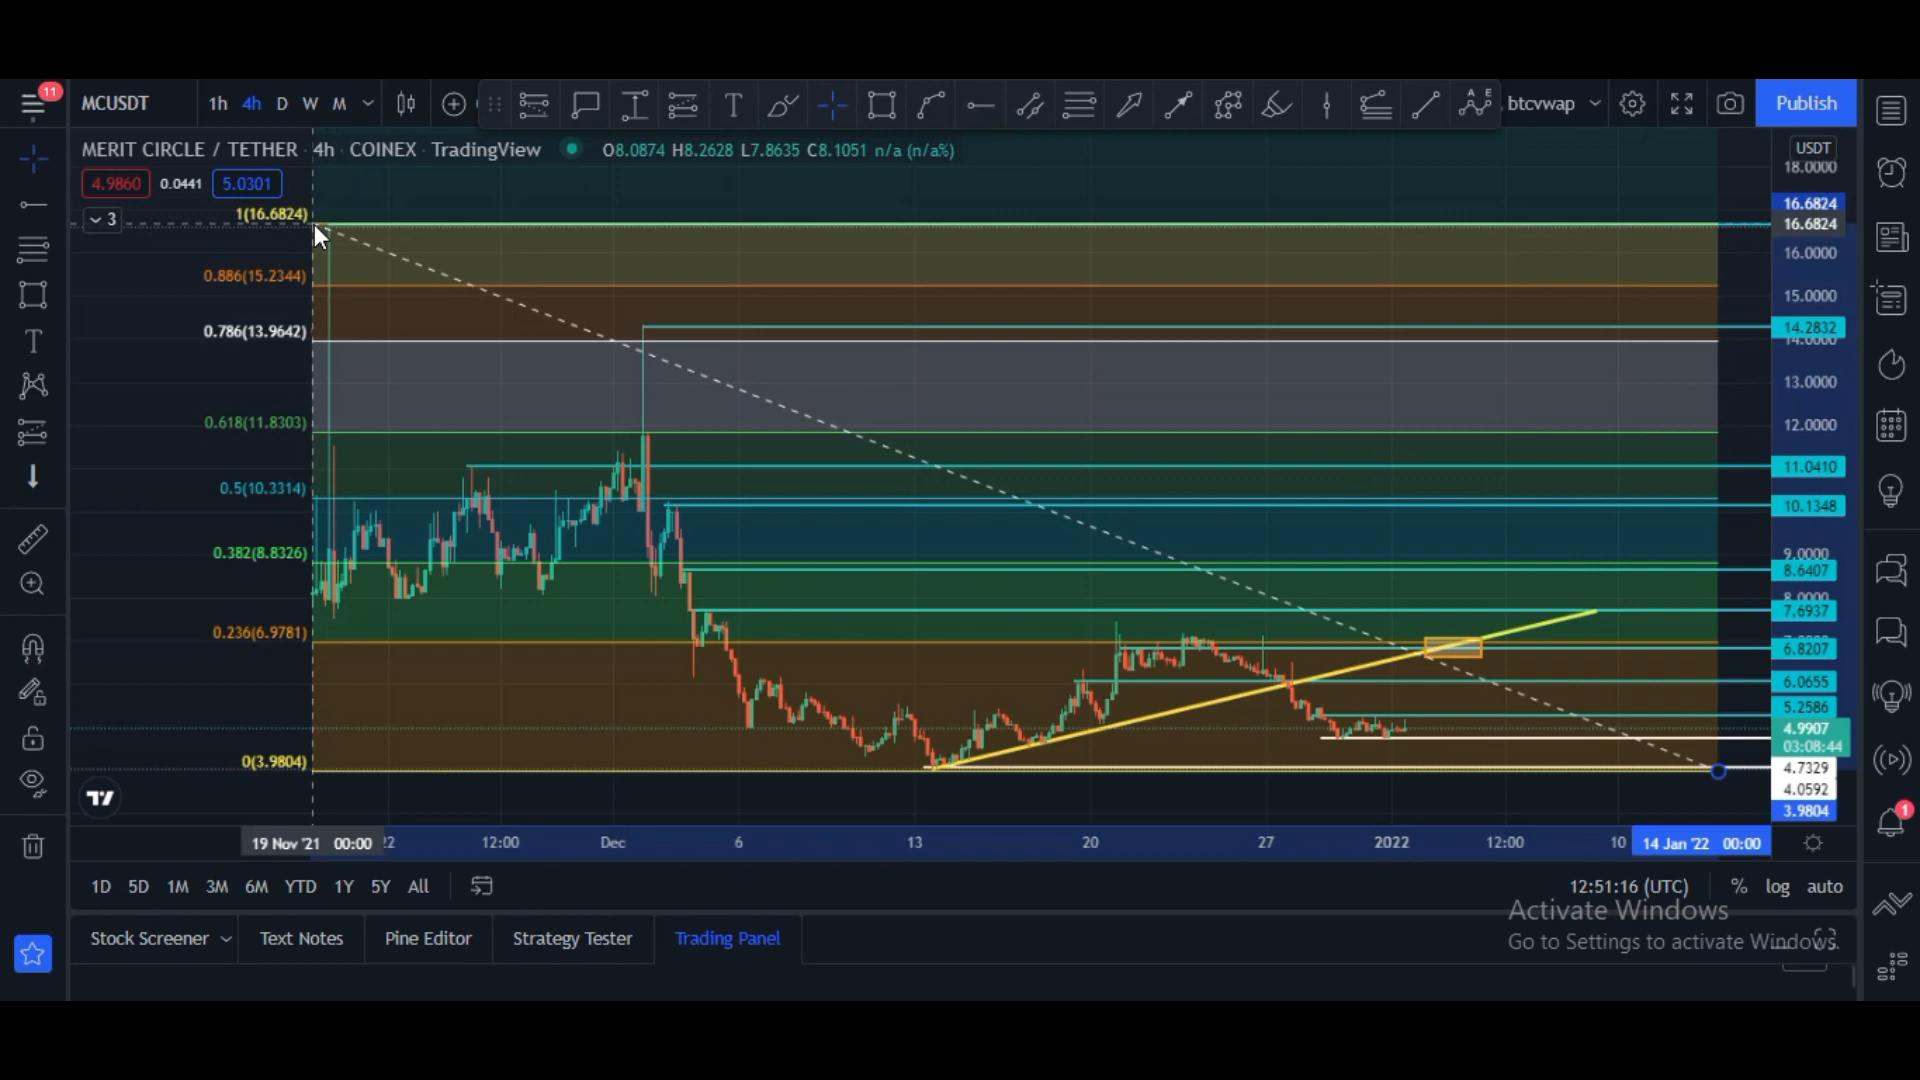 11
MCUSDT
1h 4h D W M
btcvwap
Publish
MERIT CIRCLE / TETHER · 4h · COINEX · TradingView
O8.0874 H8.2628 L7.8635 C8.1051 n/a (n/a%)
USDT
18.0000
4.9860 0.0441 5.0301
3
1(16.6824)
16.6824
16.6824
16.0000
0.886(15.2344)
15.0000
0.786(13.9642)
14.2832
14.0000
13.0000
0.618(11.8303)
12.0000
11.0410
0.5(10.3314)
10.1348
0.382(8.8326)
9.0000
8.6407
8.0000
7.6937
0.236(6.9781)
6.8207
6.0655
5.2586
4.9907
03:08:44
0(3.9804)
4.7329
4.0592
3.9804
19 Nov '21 00:00 22 12:00 Dec 6 13 20 27 2022 12:00 10 14 Jan '22 00:00
1D 5D 1M 3M 6M YTD 1Y 5Y All
12:51:16 (UTC) % log auto
Activate Windows
Go to Settings to activate Windows.
Stock Screener Text Notes Pine Editor Strategy Tester Trading Panel
1
A E